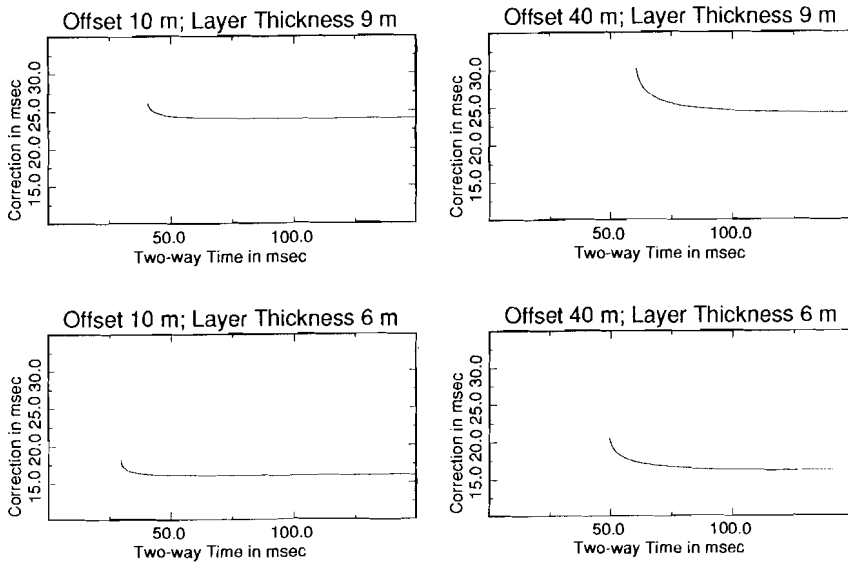 Offset 10 m; Layer Thickness 9 m
Correction in msec
15.0 20.0 25.0 30.0
50.0 100.0
Two-way Time in msec
Offset 40 m; Layer Thickness 9 m
Correction in msec
15.0 20.0 25.0 30.0
50.0 100.0
Two-way Time in msec
Offset 10 m; Layer Thickness 6 m
Correction in msec
15.0 20.0 25.0 30.0
50.0 100.0
Two-way Time in msec
Offset 40 m; Layer Thickness 6 m
Correction in msec
15.0 20.0 25.0 30.0
50.0 100.0
Two-way Time in msec